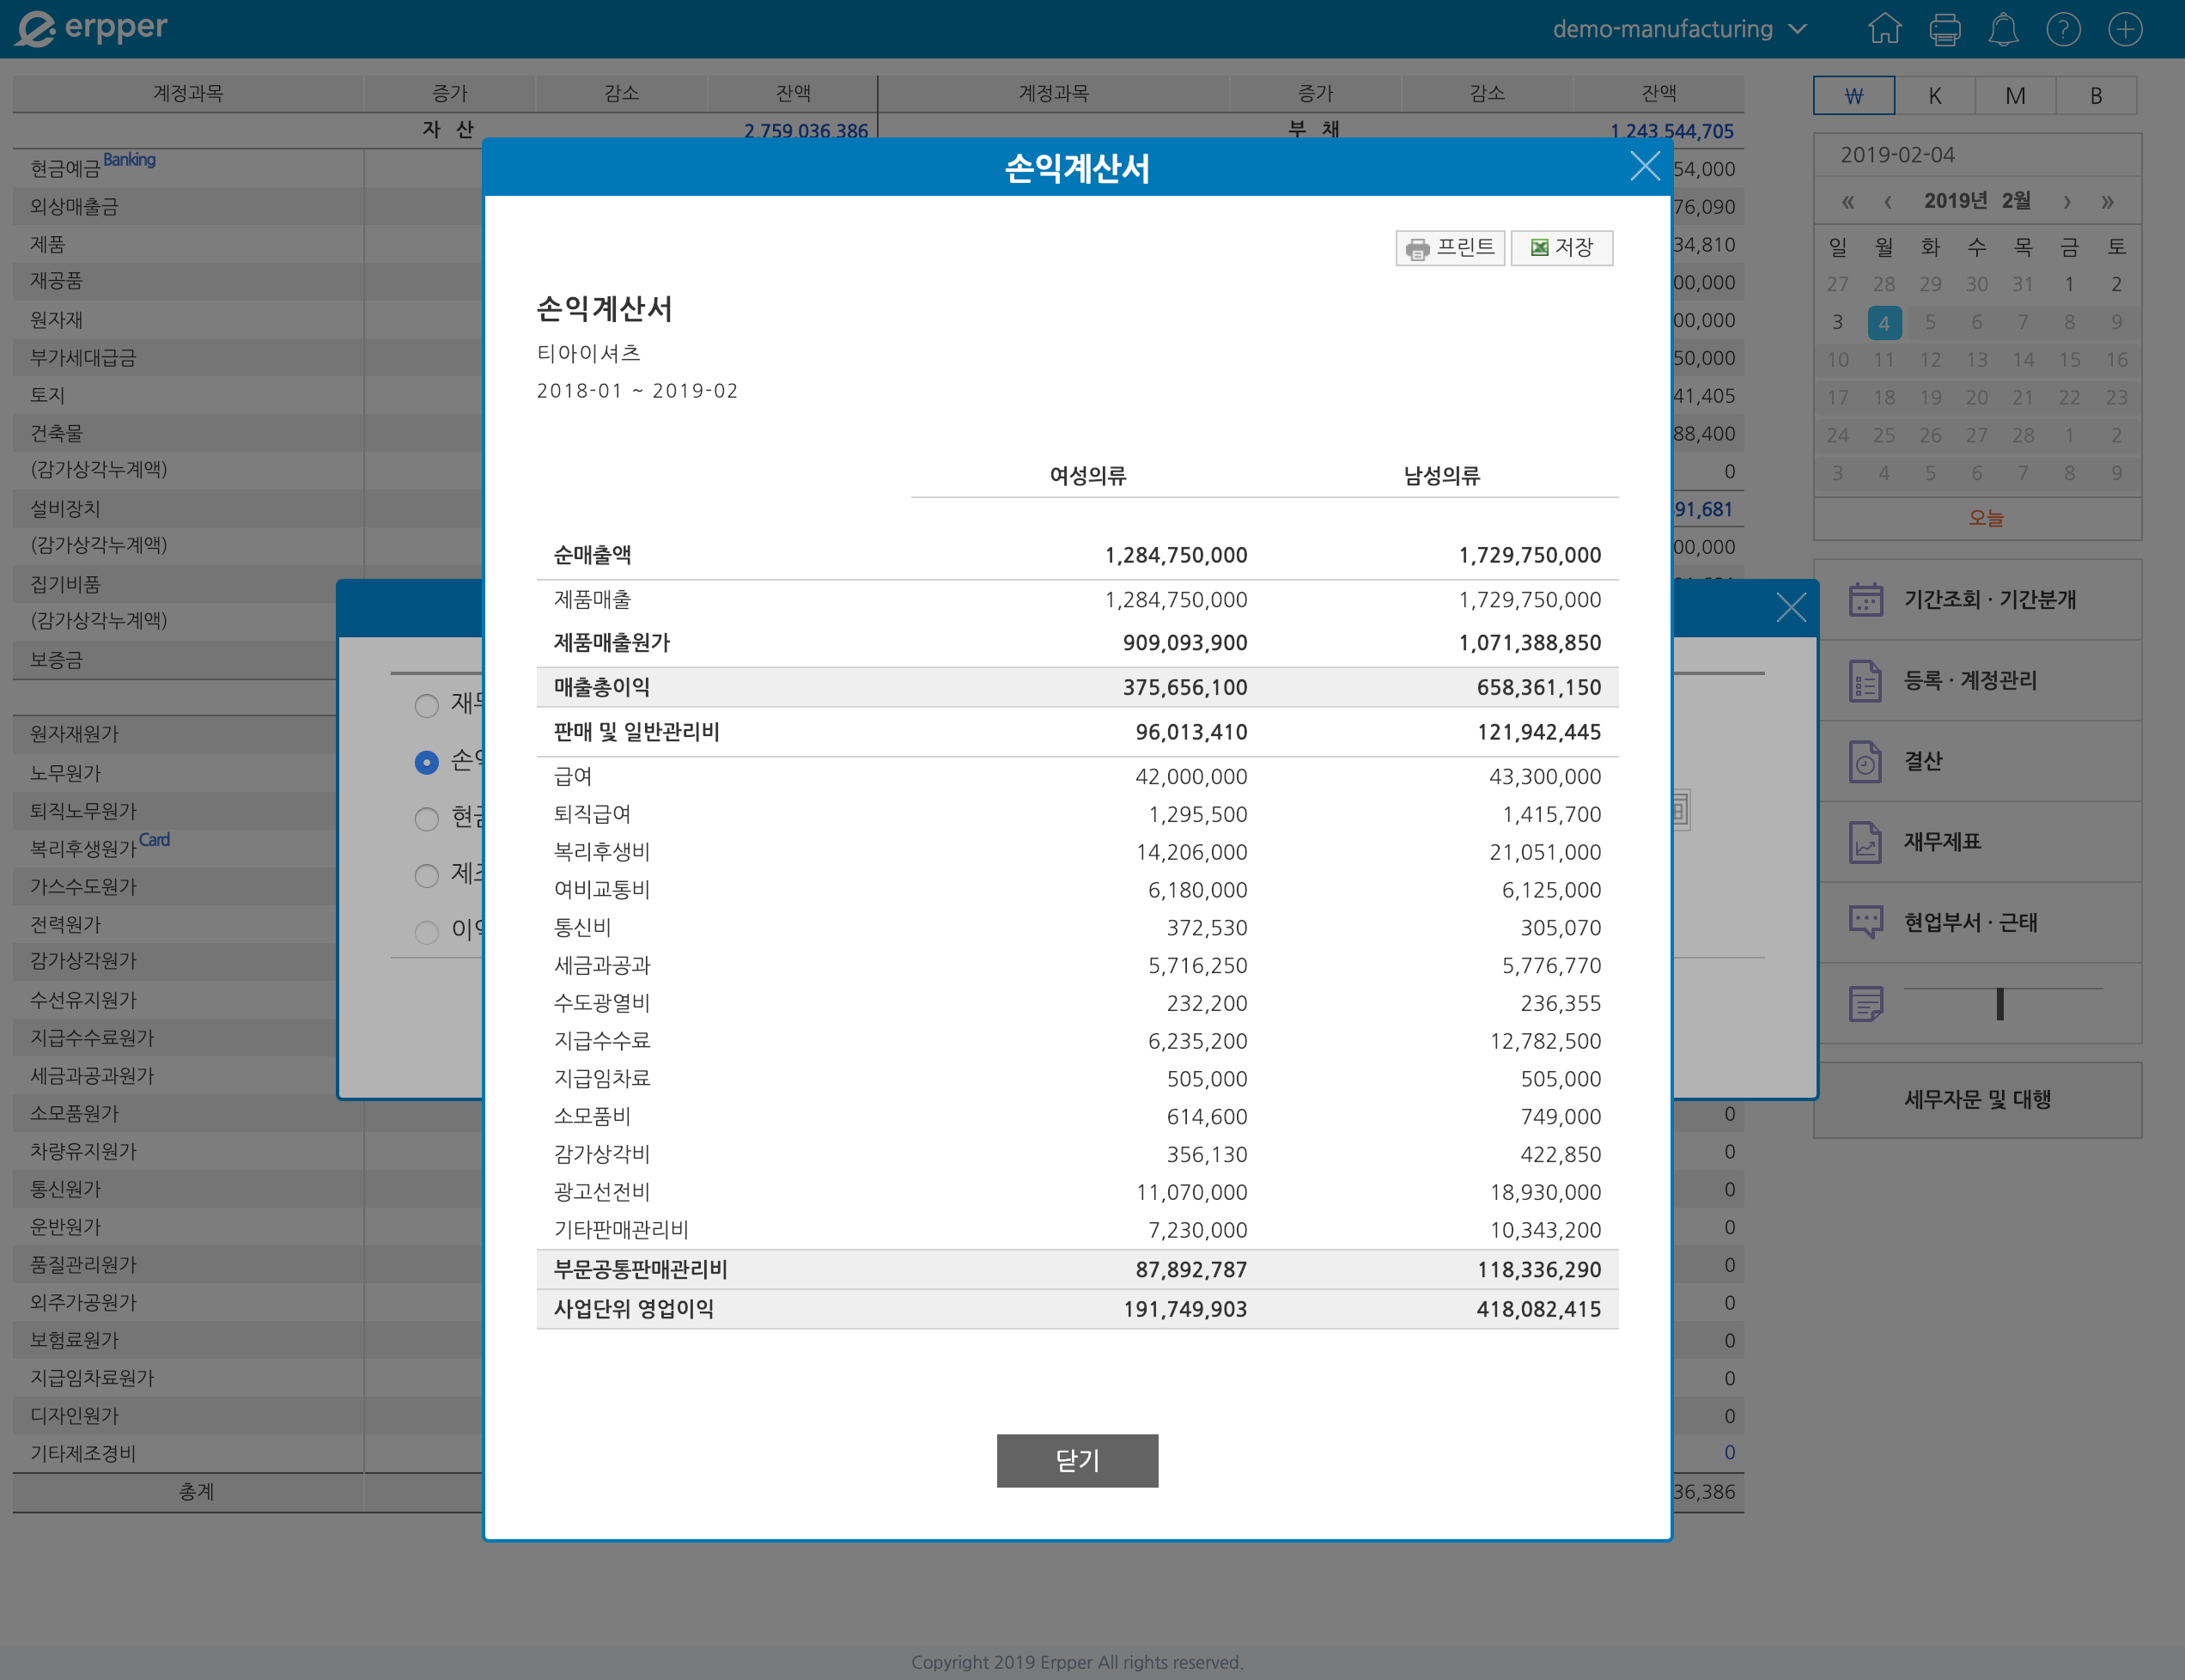 erpper
demo-manufacturing
계정과목 증가 감소 잔액 계정과목 증가 감소 잔액
자 산 2,759,036,386 부 채 1,243,544,705
현금예금 Banking
외상매출금
제품
재공품
원자재
부가세대급금
토지
건축물
(감가상각누계액)
설비장치
(감가상각누계액)
집기비품
(감가상각누계액)
보증금
원자재원가
노무원가
퇴직노무원가
복리후생원가 Card
가스수도원가
전력원가
감가상각원가
수선유지원가
지급수수료원가
세금과공과원가
소모품원가
차량유지원가
통신원가
운반원가
품질관리원가
외주가공원가
보험료원가
지급임차료원가
디자인원가
기타제조경비
총계
손익계산서
프린트 저장
손익계산서
티아이셔츠
2018-01 ~ 2019-02
여성의류 남성의류
순매출액 1,284,750,000 1,729,750,000
제품매출 1,284,750,000 1,729,750,000
제품매출원가 909,093,900 1,071,388,850
매출총이익 375,656,100 658,361,150
판매 및 일반관리비 96,013,410 121,942,445
급여 42,000,000 43,300,000
퇴직급여 1,295,500 1,415,700
복리후생비 14,206,000 21,051,000
여비교통비 6,180,000 6,125,000
통신비 372,530 305,070
세금과공과 5,716,250 5,776,770
수도광열비 232,200 236,355
지급수수료 6,235,200 12,782,500
지급임차료 505,000 505,000
소모품비 614,600 749,000
감가상각비 356,130 422,850
광고선전비 11,070,000 18,930,000
기타판매관리비 7,230,000 10,343,200
부문공통판매관리비 87,892,787 118,336,290
사업단위 영업이익 191,749,903 418,082,415
닫기
54,000
76,090
34,810
00,000
00,000
50,000
41,405
88,400
0
91,681
00,000
0
0
0
0
0
0
0
0
0
0
36,386
₩ K M B
2019-02-04
« ‹ 2019년 2월 › »
일 월 화 수 목 금 토
27 28 29 30 31 1 2
3 4 5 6 7 8 9
10 11 12 13 14 15 16
17 18 19 20 21 22 23
24 25 26 27 28 1 2
3 4 5 6 7 8 9
오늘
기간조회 · 기간분개
등록 · 계정관리
결산
재무제표
현업부서 · 근태
세무자문 및 대행
Copyright 2019 Erpper All rights reserved.